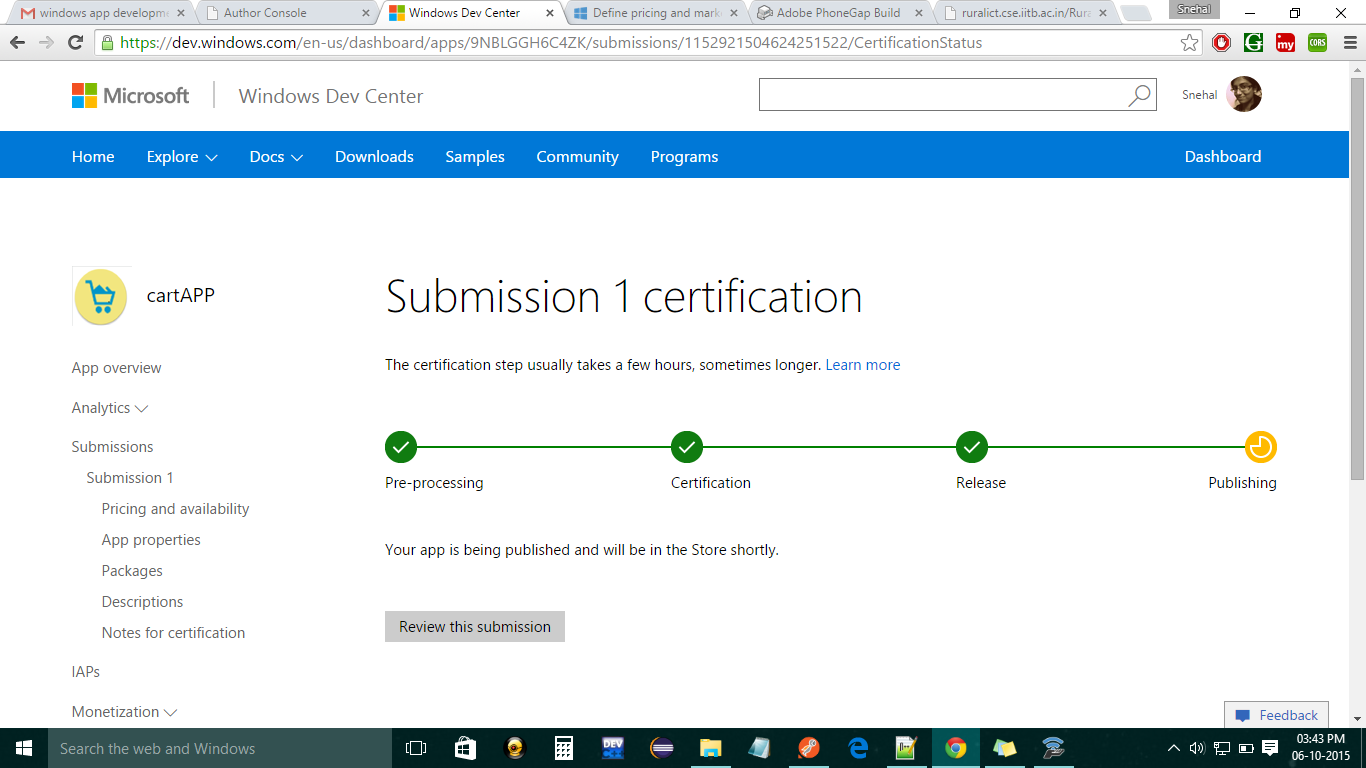 windows app developme
Author Console
Windows Dev Center
Define pricing and mark
Adobe PhoneGap Build
ruralict.cse.iitb.ac.in/Rura
Snehal
https://dev.windows.com/en-us/dashboard/apps/9NBLGGH6C4ZK/submissions/1152921504624251522/CertificationStatus
G
my
CORS
Microsoft
Windows Dev Center
Snehal
Home
Explore
Docs
Downloads
Samples
Community
Programs
Dashboard
cartAPP
Submission 1 certification
App overview
The certification step usually takes a few hours, sometimes longer. Learn more
Analytics
Submissions
Submission 1
Pre-processing
Certification
Release
Publishing
Pricing and availability
App properties
Your app is being published and will be in the Store shortly.
Packages
Descriptions
Notes for certification
Review this submission
IAPs
Monetization
Feedback
Search the web and Windows
DEV
03:43 PM
06-10-2015